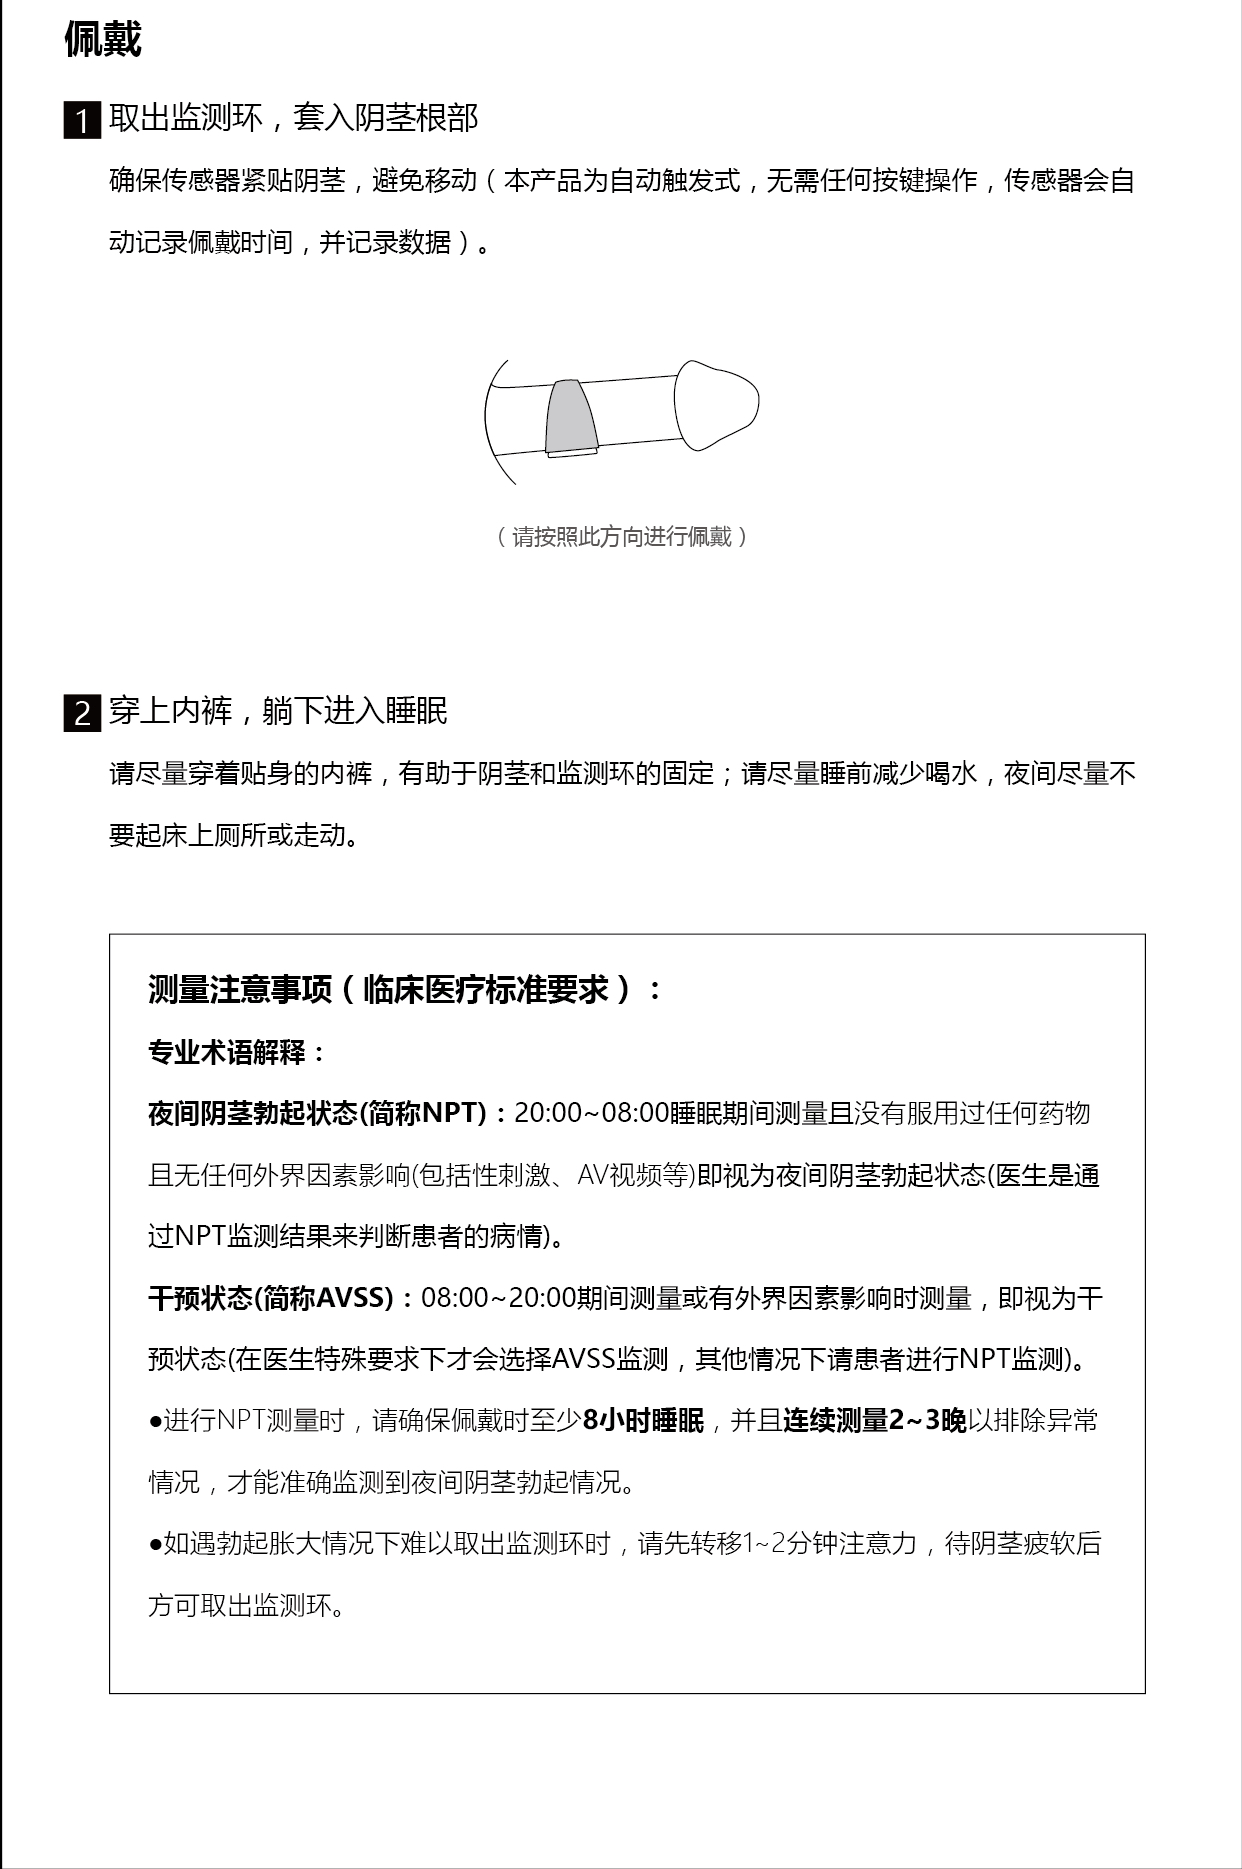 佩戴
1 取出监测环，套入阴茎根部
确保传感器紧贴阴茎，避免移动（本产品为自动触发式，无需任何按键操作，传感器会自
动记录佩戴时间，并记录数据）。
（请按照此方向进行佩戴）
2 穿上内裤，躺下进入睡眠
请尽量穿着贴身的内裤，有助于阴茎和监测环的固定；请尽量睡前减少喝水，夜间尽量不
要起床上厕所或走动。
测量注意事项（临床医疗标准要求）：
专业术语解释：
夜间阴茎勃起状态(简称NPT)：20:00~08:00睡眠期间测量且没有服用过任何药物
且无任何外界因素影响(包括性刺激、AV视频等)即视为夜间阴茎勃起状态(医生是通
过NPT监测结果来判断患者的病情)。
干预状态(简称AVSS)：08:00~20:00期间测量或有外界因素影响时测量，即视为干
预状态(在医生特殊要求下才会选择AVSS监测，其他情况下请患者进行NPT监测)。
●进行NPT测量时，请确保佩戴时至少8小时睡眠，并且连续测量2~3晚以排除异常
情况，才能准确监测到夜间阴茎勃起情况。
●如遇勃起胀大情况下难以取出监测环时，请先转移1~2分钟注意力，待阴茎疲软后
方可取出监测环。